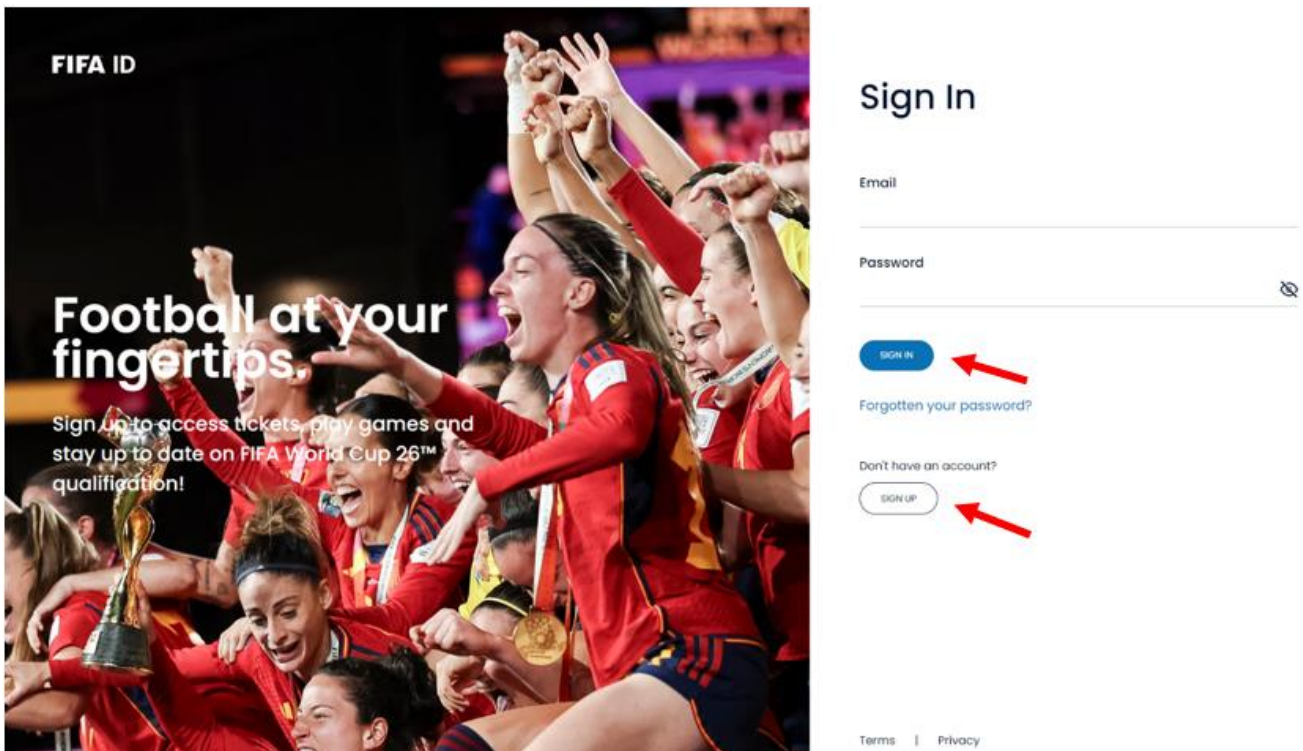 FIFA ID
Football at your
fingertips.
Sign up to access tickets, play games and
stay up to date on FIFA World Cup 26™
qualification!
Sign In
Email
Password
SIGN IN
Forgotten your password?
Don't have an account?
SIGN UP
Terms | Privacy